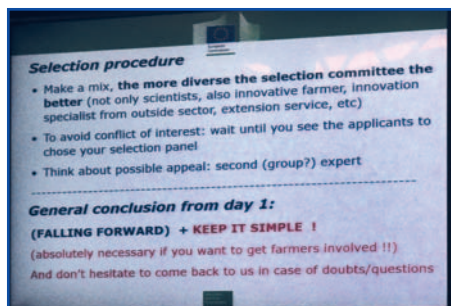 European
Commission
Selection procedure
• Make a mix, the more diverse the selection committee the
better (not only scientists, also innovative farmer, innovation
specialist from outside sector, extension service, etc)
• To avoid conflict of interest: wait until you see the applicants to
chose your selection panel
• Think about possible appeal: second (group?) expert
General conclusion from day 1:
(FALLING FORWARD) + KEEP IT SIMPLE !
(absolutely necessary if you want to get farmers involved !!)
And don't hesitate to come back to us in case of doubts/questions